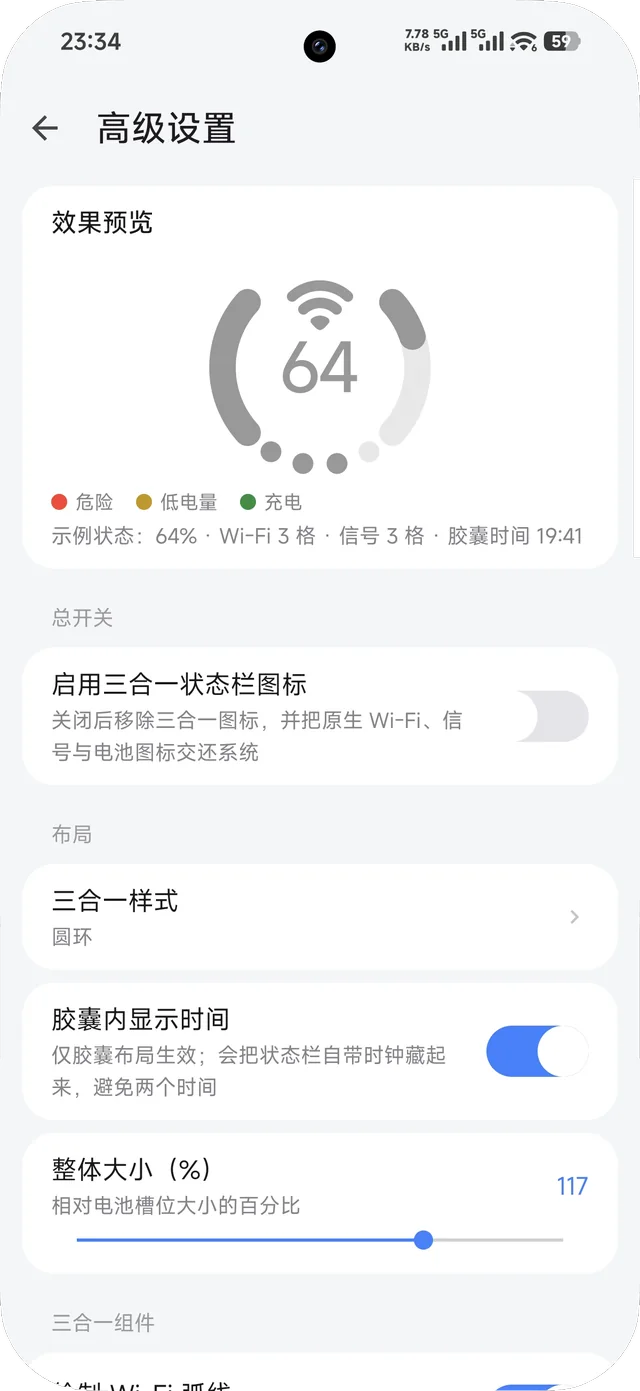 23:34
7.78 5G 5G 6 59
KB/s
高级设置
效果预览
64
危险 低电量 充电
示例状态：64% · Wi-Fi 3 格 · 信号 3 格 · 胶囊时间 19:41
总开关
启用三合一状态栏图标
关闭后移除三合一图标，并把原生 Wi-Fi、信
号与电池图标交还系统
布局
三合一样式
圆环
胶囊内显示时间
仅胶囊布局生效；会把状态栏自带时钟藏起
来，避免两个时间
整体大小（%）
117
相对电池槽位大小的百分比
三合一组件
绘制 Wi-Fi 弧线